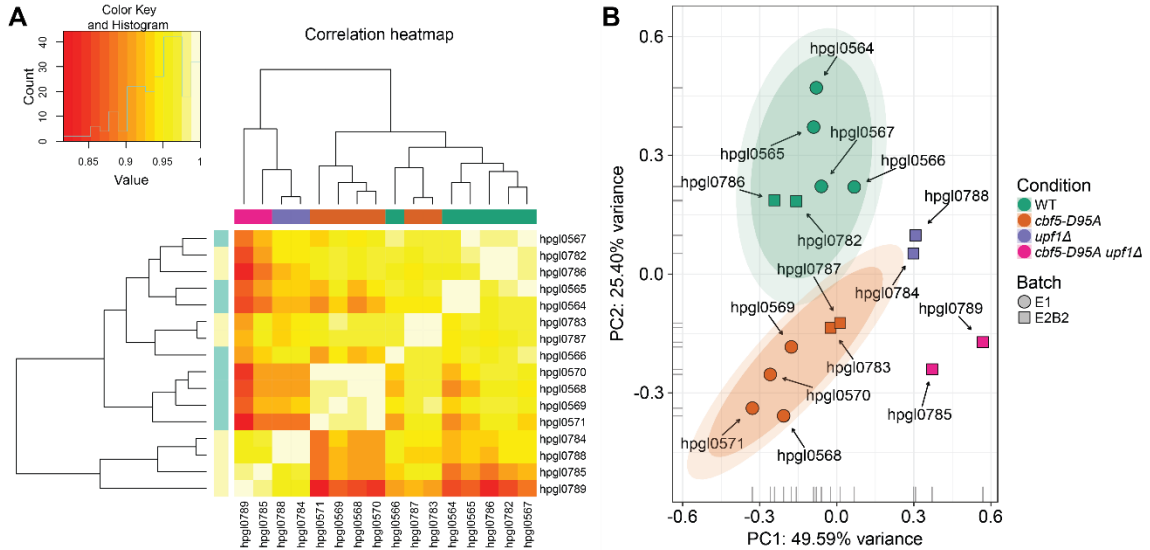 A
Color Key
and Histogram
Count
0 10 20 30 40
0.85 0.9 0.95 1
Value
Correlation heatmap
hpgl0567
hpgl0782
hpgl0786
hpgl0565
hpgl0564
hpgl0783
hpgl0787
hpgl0566
hpgl0570
hpgl0568
hpgl0569
hpgl0571
hpgl0784
hpgl0788
hpgl0785
hpgl0789
hpgl0789 hpgl0785 hpgl0788 hpgl0784 hpgl0571 hpgl0569 hpgl0568 hpgl0570 hpgl0566 hpgl0787 hpgl0783 hpgl0564 hpgl0565 hpgl0786 hpgl0782 hpgl0567
B
PC2: 25.40% variance
0.6
0.3
0.0
-0.3
hpgl0564
hpgl0567
hpgl0565
hpgl0566
hpgl0786
hpgl0788
hpgl0782
hpgl0787
hpgl0784
hpgl0569
hpgl0789
hpgl0783
hpgl0570
hpgl0785
hpgl0571
hpgl0568
-0.6 -0.3 0.0 0.3 0.6
PC1: 49.59% variance
Condition
WT
cbf5-D95A
upf1Δ
cbf5-D95A upf1Δ
Batch
E1
E2B2